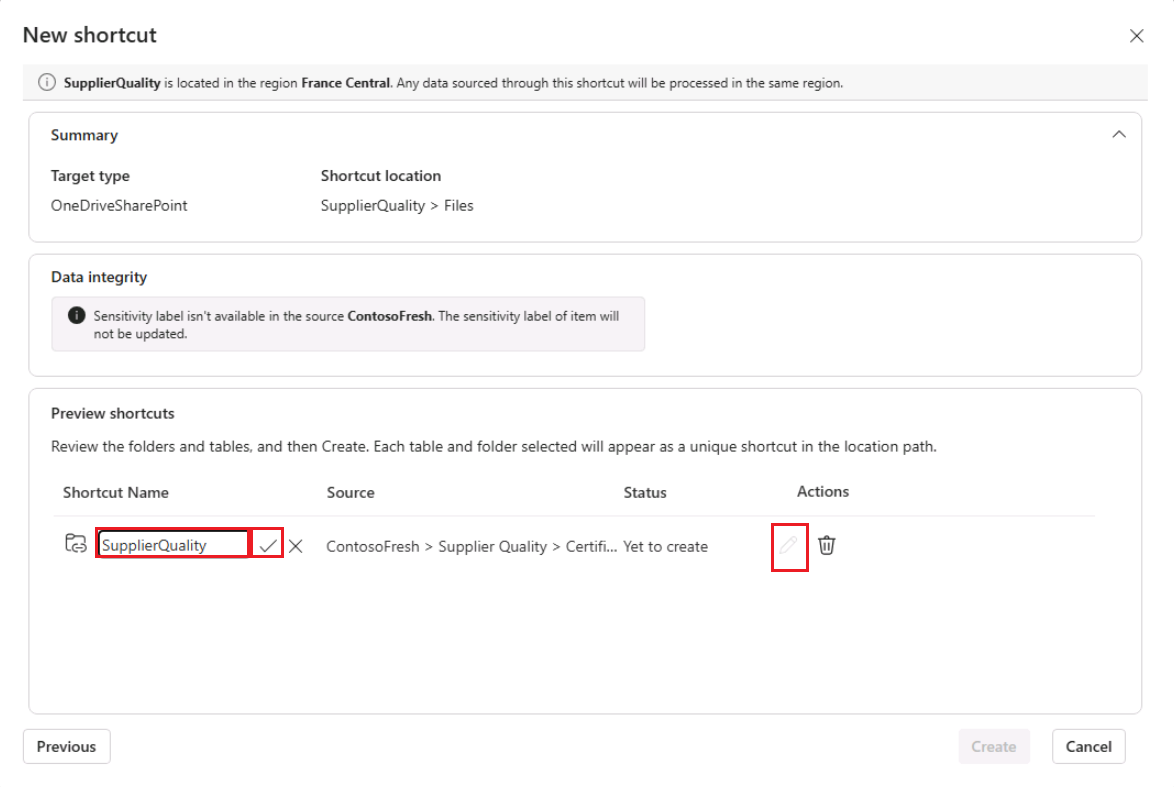 New shortcut
SupplierQuality is located in the region France Central. Any data sourced through this shortcut will be processed in the same region.
Summary
Target type Shortcut location
OneDriveSharePoint SupplierQuality > Files
Data integrity
Sensitivity label isn't available in the source ContosoFresh. The sensitivity label of item will
not be updated.
Preview shortcuts
Review the folders and tables, and then Create. Each table and folder selected will appear as a unique shortcut in the location path.
Shortcut Name Source Status Actions
SupplierQuality ContosoFresh > Supplier Quality > Certifi... Yet to create
Previous Create Cancel